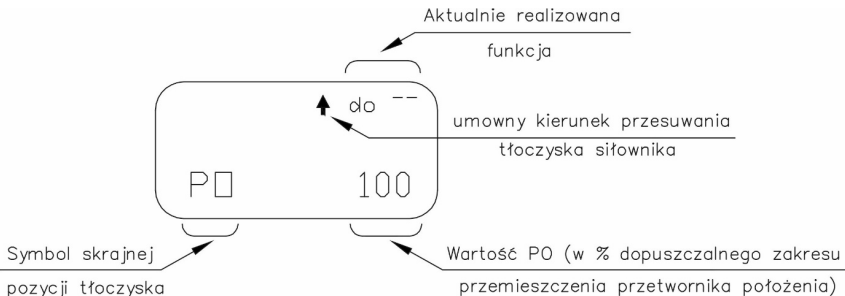 Aktualnie realizowana
funkcja
do --
umowny kierunek przesuwania
tłoczyska siłownika
PO 100
Symbol skrajnej
pozycji tłoczyska
Wartość PO (w % dopuszczalnego zakresu
przemieszczenia przetwornika położenia)